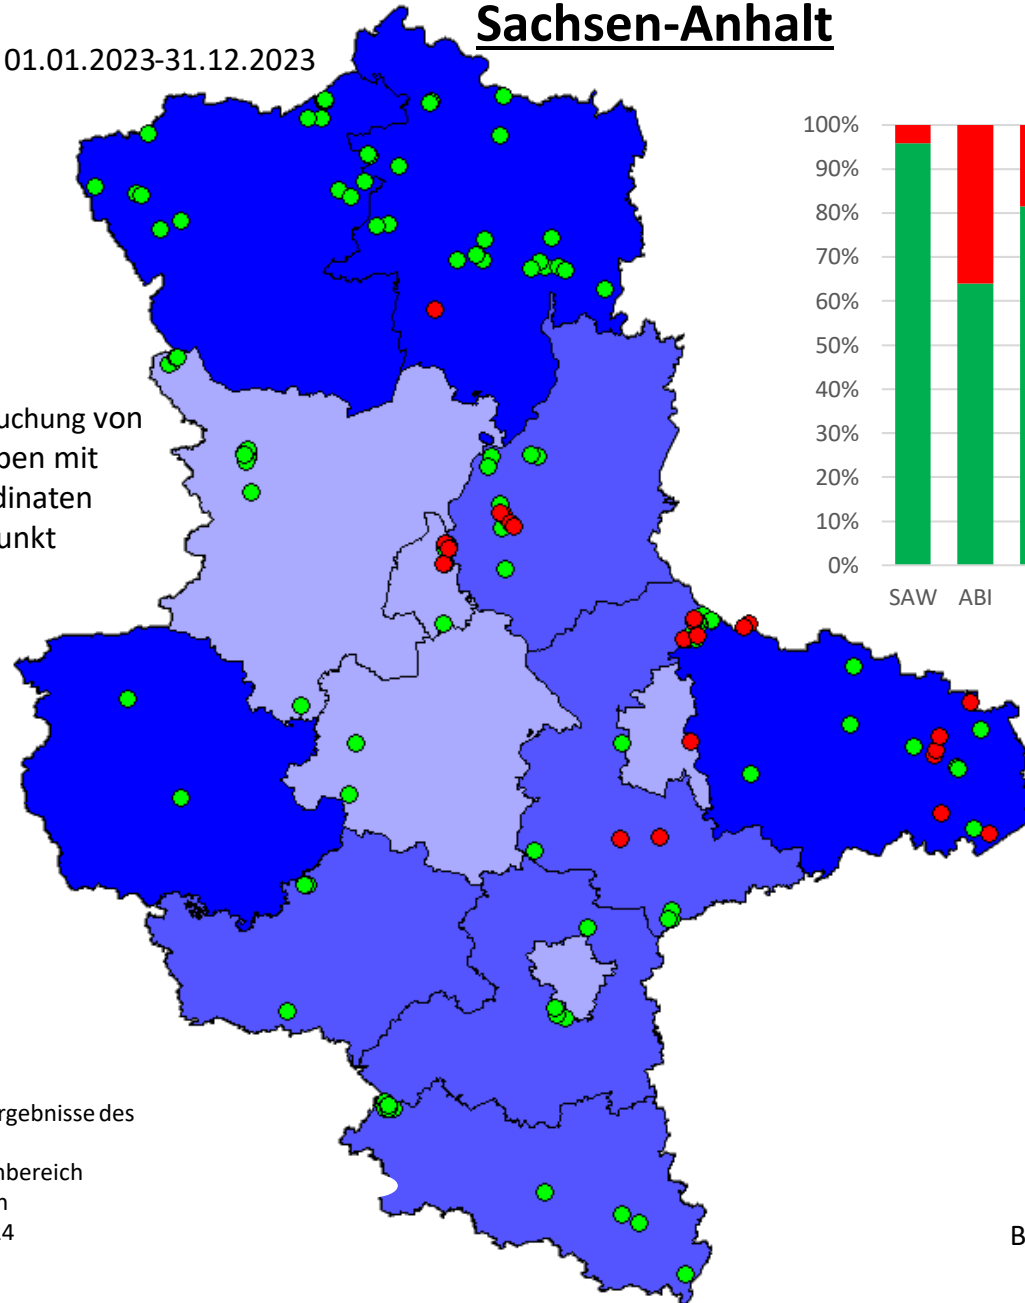 Sachsen-Anhalt
01.01.2023-31.12.2023
100%
90%
80%
70%
60%
50%
40%
30%
20%
10%
0%
SAW ABI
uchung von
ben mit
dinaten
unkt
rgebnisse des
nbereich
n
4
B